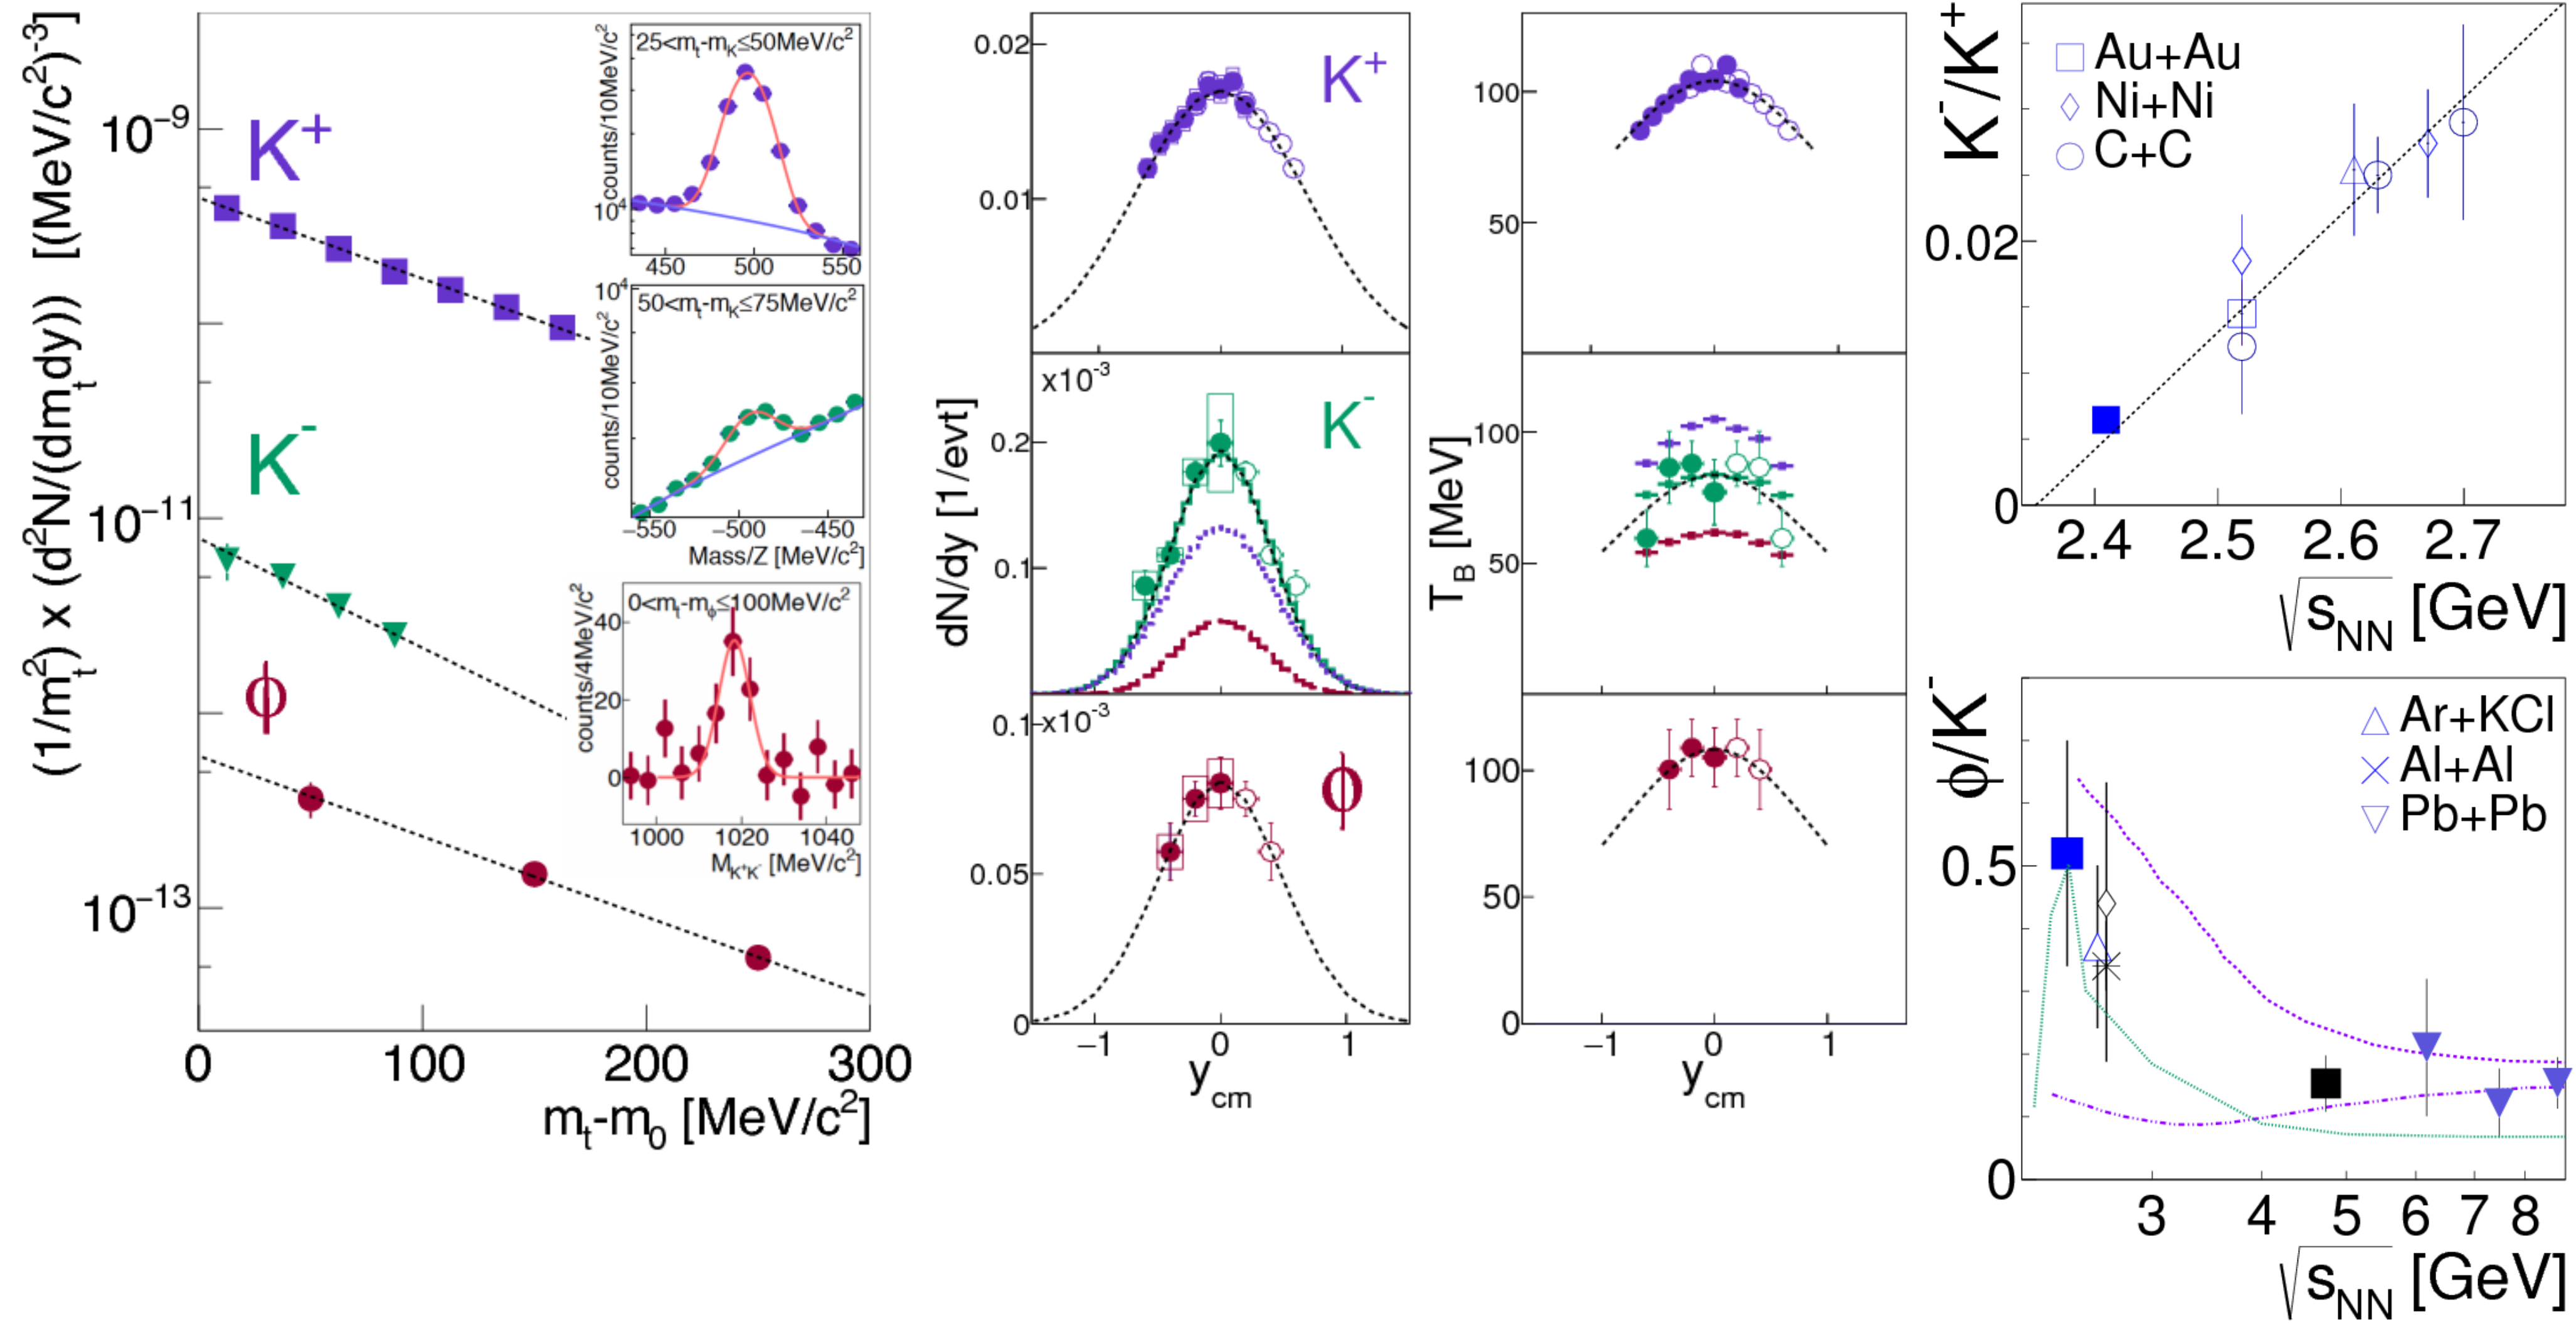 (1/m_t^2) x (d^2N/(dm_t dy)) [(MeV/c^2)^-3]
10^-9
10^-11
10^-13
K^+
K^-
ϕ
0 100 200 300
m_t-m_0 [MeV/c^2]
25<m_t-m_K≤50MeV/c^2
counts/10MeV/c^2
10^4
450 500 550
50<m_t-m_K≤75MeV/c^2
counts/10MeV/c^2
10^4
−550 −500 −450
Mass/Z [MeV/c^2]
0<m_t-m_ϕ≤100MeV/c^2
counts/4MeV/c^2
40
20
0
1000 1020 1040
M_K^+K^- [MeV/c^2]
dN/dy [1/evt]
0.02
0.01
K^+
x10^-3
0.2
0.1
K^-
0.1 x10^-3
0.05
0
ϕ
−1 0 1
y_cm
T_B [MeV]
100
50
100
50
100
50
0
−1 0 1
y_cm
K^-/K^+
Au+Au
Ni+Ni
C+C
0.02
0
2.4 2.5 2.6 2.7
√s_NN [GeV]
ϕ/K^-
Ar+KCl
Al+Al
Pb+Pb
0.5
0
3 4 5 6 7 8
√s_NN [GeV]